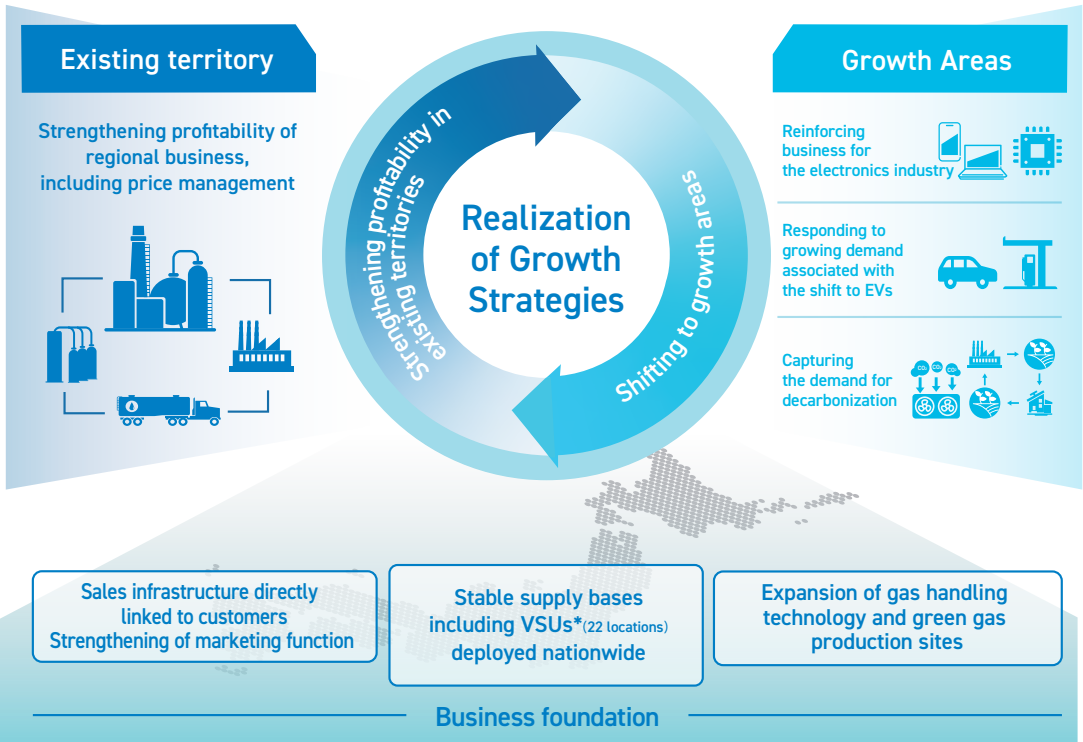 Existing territory
Strengthening profitability of
regional business,
including price management
Strengthening profitability in
existing territories
Realization
of Growth
Strategies
Shifting to growth areas
Growth Areas
Reinforcing
business for
the electronics industry
Responding to
growing demand
associated with
the shift to EVs
Capturing
the demand for
decarbonization
CO₂ CO₂ CO₂
Sales infrastructure directly
linked to customers
Strengthening of marketing function
Stable supply bases
including VSUs*(22 locations)
deployed nationwide
Expansion of gas handling
technology and green gas
production sites
Business foundation